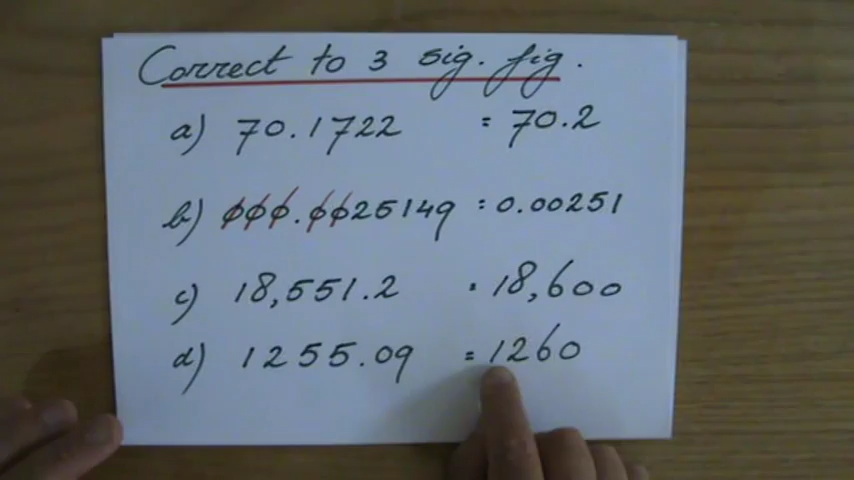 Correct to 3 sig. fig.
a) 70.1722 = 70.2
b) 000.0025149 = 0.00251
c) 18,551.2 = 18,600
d) 1255.09 = 1260